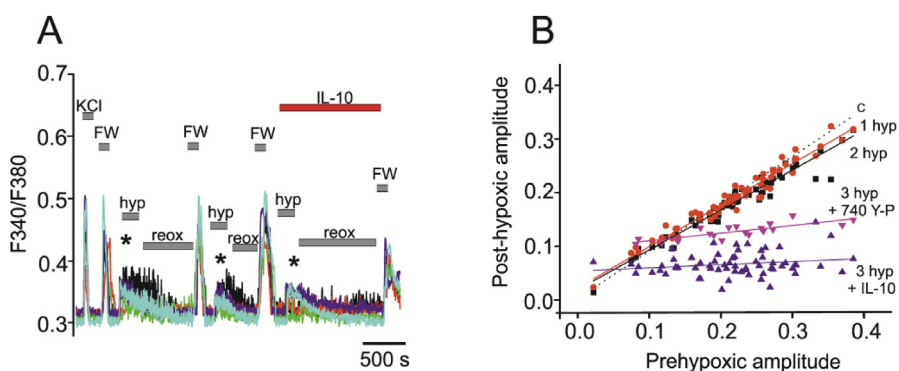 A
0.7
0.6
0.5
0.4
0.3
F340/F380
KCl
FW
FW
FW
FW
IL-10
hyp
reox
hyp
reox
hyp
reox
*
*
*
500 s
B
0.4
0.3
0.2
0.1
0.0
Post-hypoxic amplitude
c
1 hyp
2 hyp
3 hyp
+ 740 Y-P
3 hyp
+ IL-10
0.0 0.1 0.2 0.3 0.4
Prehypoxic amplitude